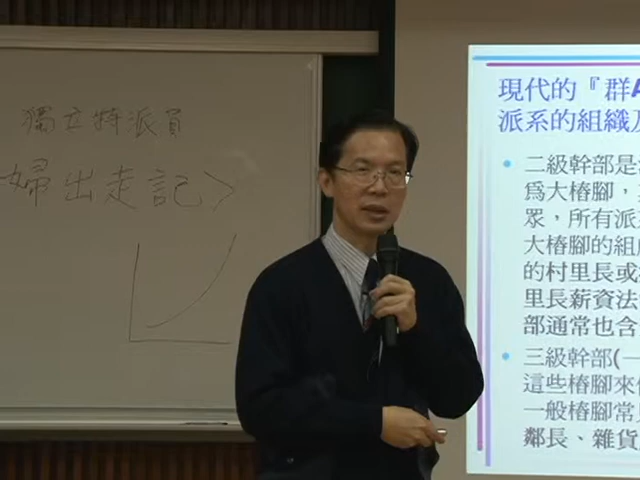 獨立特派員
婦出走記>
現代的『群A
派系的組織及
二級幹部是
為大樁腳,
眾,所有派
大樁腳的組
的村里長或
里長薪資法
部通常也含
三級幹部(一
這些樁腳來
一般樁腳常
鄰長、雜貨